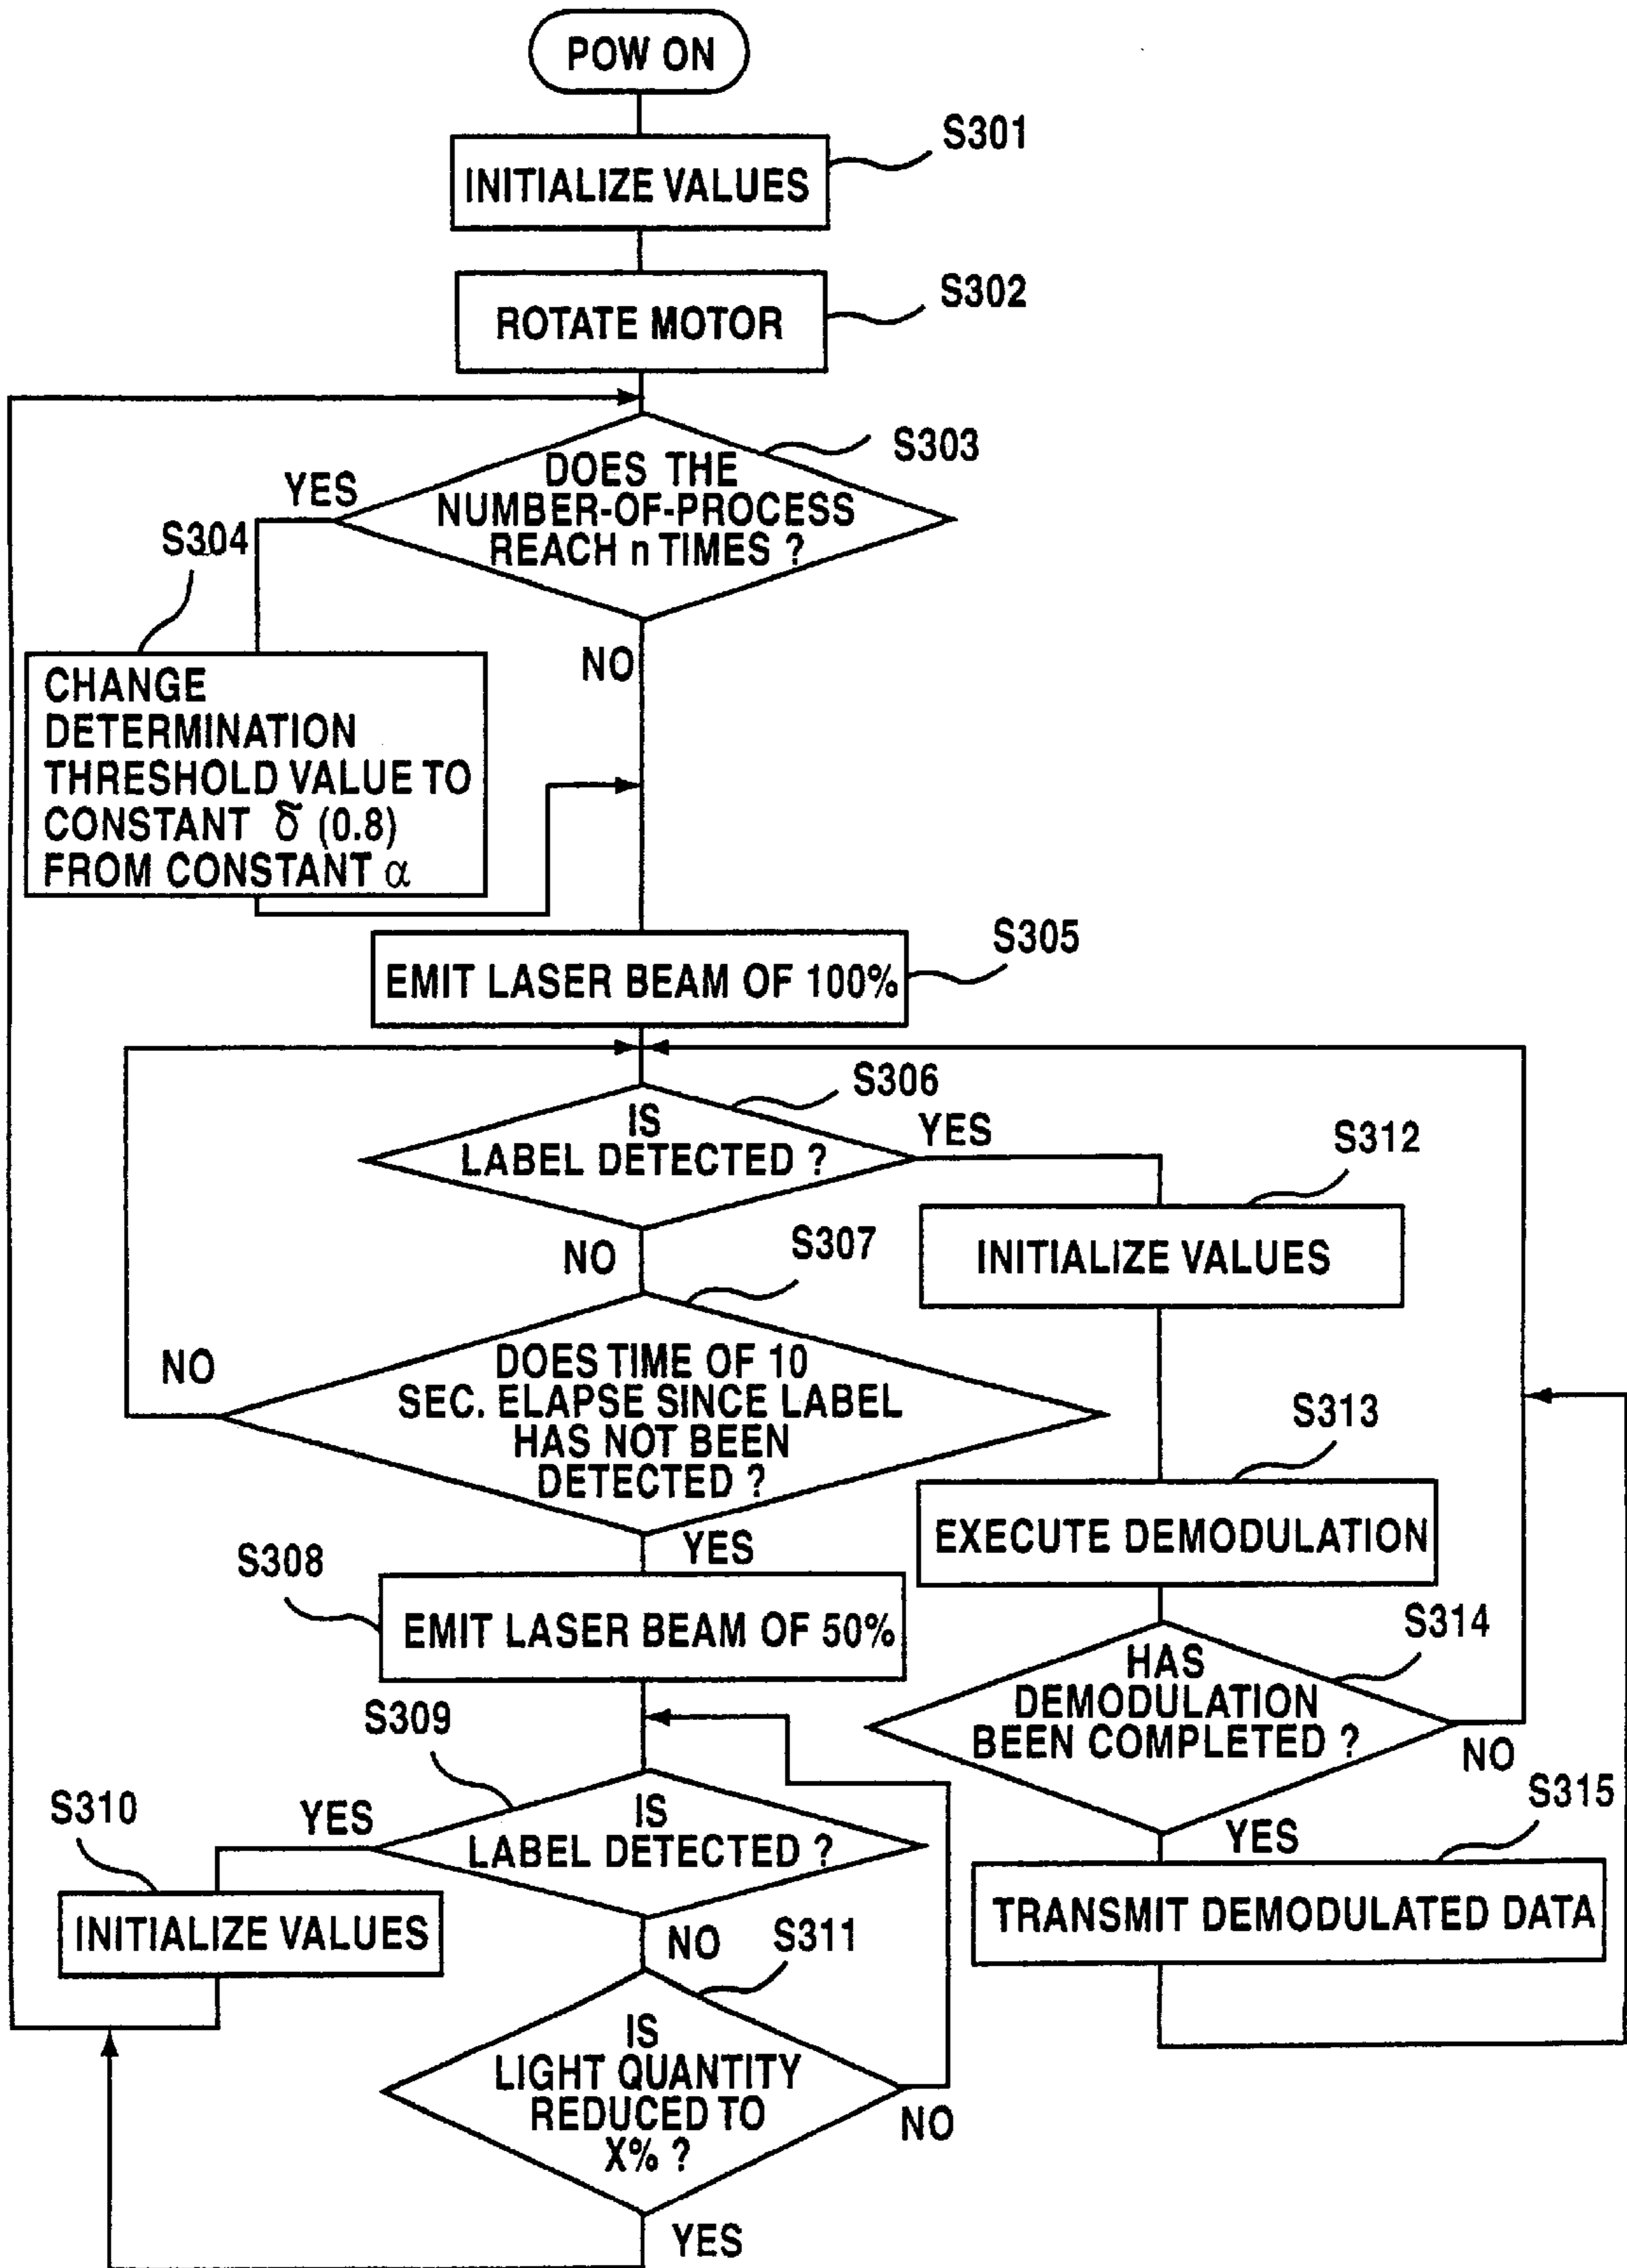 POW ON
S301
INITIALIZE VALUES
S302
ROTATE MOTOR
S303
DOES THE
NUMBER-OF-PROCESS
REACH n TIMES ?
YES
NO
S304
CHANGE
DETERMINATION
THRESHOLD VALUE TO
CONSTANT δ (0.8)
FROM CONSTANT α
S305
EMIT LASER BEAM OF 100%
S306
IS
LABEL DETECTED ?
YES
NO
S312
INITIALIZE VALUES
S307
DOES TIME OF 10
SEC. ELAPSE SINCE LABEL
HAS NOT BEEN
DETECTED ?
NO
YES
S313
EXECUTE DEMODULATION
S308
EMIT LASER BEAM OF 50%
S314
HAS
DEMODULATION
BEEN COMPLETED ?
NO
YES
S309
IS
LABEL DETECTED ?
YES
NO
S310
INITIALIZE VALUES
S315
TRANSMIT DEMODULATED DATA
S311
IS
LIGHT QUANTITY
REDUCED TO
X% ?
NO
YES